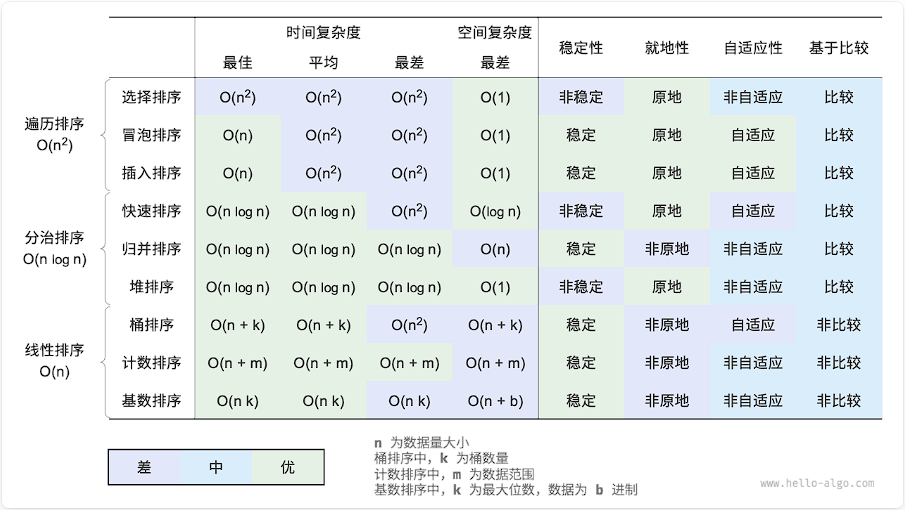 时间复杂度 空间复杂度 稳定性 就地性 自适应性 基于比较
最佳 平均 最差 最差
遍历排序
O(n²)
选择排序 O(n²) O(n²) O(n²) O(1) 非稳定 原地 非自适应 比较
冒泡排序 O(n) O(n²) O(n²) O(1) 稳定 原地 自适应 比较
插入排序 O(n) O(n²) O(n²) O(1) 稳定 原地 自适应 比较
分治排序
O(n log n)
快速排序 O(n log n) O(n log n) O(n²) O(log n) 非稳定 原地 自适应 比较
归并排序 O(n log n) O(n log n) O(n log n) O(n) 稳定 非原地 非自适应 比较
堆排序 O(n log n) O(n log n) O(n log n) O(1) 非稳定 原地 非自适应 比较
线性排序
O(n)
桶排序 O(n + k) O(n + k) O(n²) O(n + k) 稳定 非原地 自适应 非比较
计数排序 O(n + m) O(n + m) O(n + m) O(n + m) 稳定 非原地 非自适应 非比较
基数排序 O(n k) O(n k) O(n k) O(n + b) 稳定 非原地 非自适应 非比较
差 中 优
n 为数据量大小
桶排序中，k 为桶数量
计数排序中，m 为数据范围
基数排序中，k 为最大位数，数据为 b 进制
www.hello-algo.com